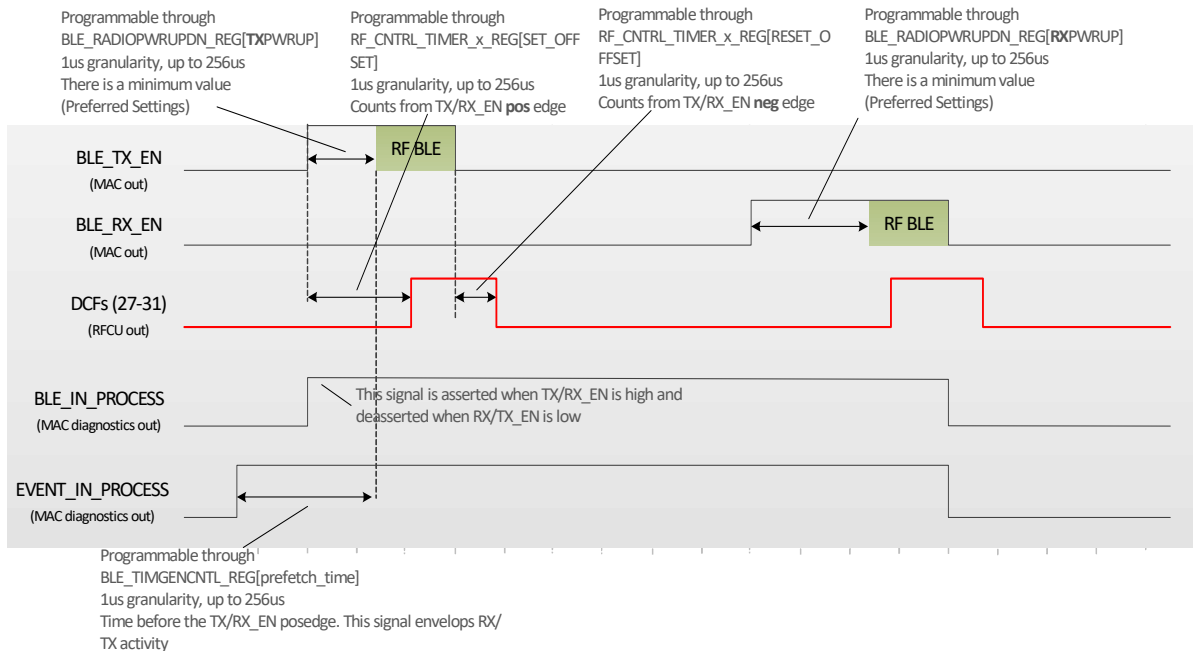 Programmable through
BLE_RADIOPWRUPDN_REG[TXPWRUP]
1us granularity, up to 256us
There is a minimum value
(Preferred Settings)
Programmable through
RF_CNTRL_TIMER_x_REG[SET_OFF
SET]
1us granularity, up to 256us
Counts from TX/RX_EN pos edge
Programmable through
RF_CNTRL_TIMER_x_REG[RESET_O
FFSET]
1us granularity, up to 256us
Counts from TX/RX_EN neg edge
Programmable through
BLE_RADIOPWRUPDN_REG[RXPWRUP]
1us granularity, up to 256us
There is a minimum value
(Preferred Settings)
BLE_TX_EN
(MAC out)
RF BLE
BLE_RX_EN
(MAC out)
RF BLE
DCFs (27-31)
(RFCU out)
BLE_IN_PROCESS
(MAC diagnostics out)
This signal is asserted when TX/RX_EN is high and
deasserted when RX/TX_EN is low
EVENT_IN_PROCESS
(MAC diagnostics out)
Programmable through
BLE_TIMGENCNTL_REG[prefetch_time]
1us granularity, up to 256us
Time before the TX/RX_EN posedge. This signal envelops RX/
TX activity